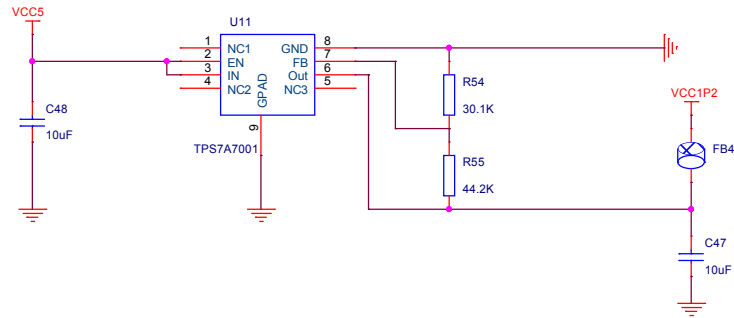 VCC5
U11
1 NC1 GND 8
2 EN FB 7
3 IN Out 6
4 NC2 NC3 5
GPAD
9
TPS7A7001
C48
10uF
R54
30.1K
R55
44.2K
VCC1P2
FB4
C47
10uF